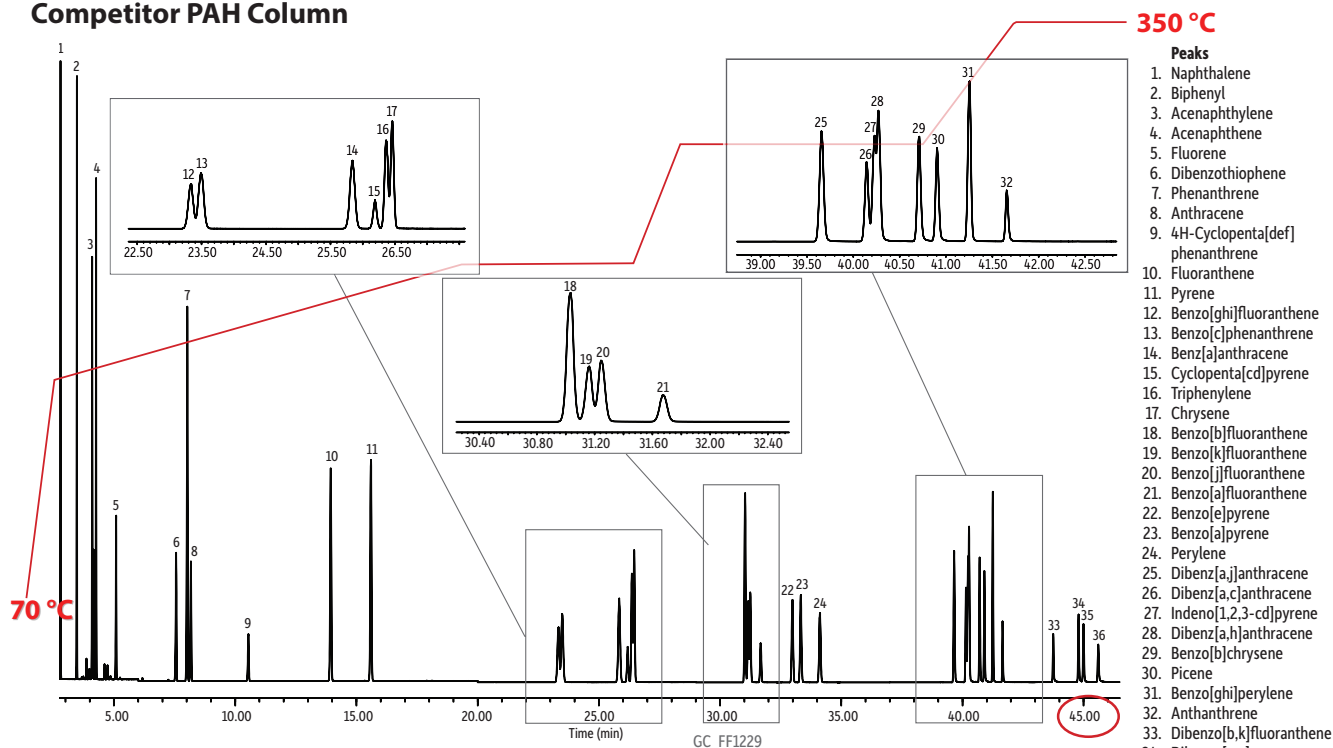 Competitor PAH Column
350 °C
70 °C
1
2
3
4
5
6
7
8
9
10
11
22
23
24
33
34
35
36
12
13
14
15
16
17
22.50 23.50 24.50 25.50 26.50
18
19
20
21
30.40 30.80 31.20 31.60 32.00 32.40
25
26
27
28
29
30
31
32
39.00 39.50 40.00 40.50 41.00 41.50 42.00 42.50
5.00 10.00 15.00 20.00 25.00 30.00 35.00 40.00 45.00
Time (min)
GC_FF1229
Peaks
1. Naphthalene
2. Biphenyl
3. Acenaphthylene
4. Acenaphthene
5. Fluorene
6. Dibenzothiophene
7. Phenanthrene
8. Anthracene
9. 4H-Cyclopenta[def]
phenanthrene
10. Fluoranthene
11. Pyrene
12. Benzo[ghi]fluoranthene
13. Benzo[c]phenanthrene
14. Benz[a]anthracene
15. Cyclopenta[cd]pyrene
16. Triphenylene
17. Chrysene
18. Benzo[b]fluoranthene
19. Benzo[k]fluoranthene
20. Benzo[j]fluoranthene
21. Benzo[a]fluoranthene
22. Benzo[e]pyrene
23. Benzo[a]pyrene
24. Perylene
25. Dibenz[a,j]anthracene
26. Dibenz[a,c]anthracene
27. Indeno[1,2,3-cd]pyrene
28. Dibenz[a,h]anthracene
29. Benzo[b]chrysene
30. Picene
31. Benzo[ghi]perylene
32. Anthanthrene
33. Dibenzo[b,k]fluoranthene